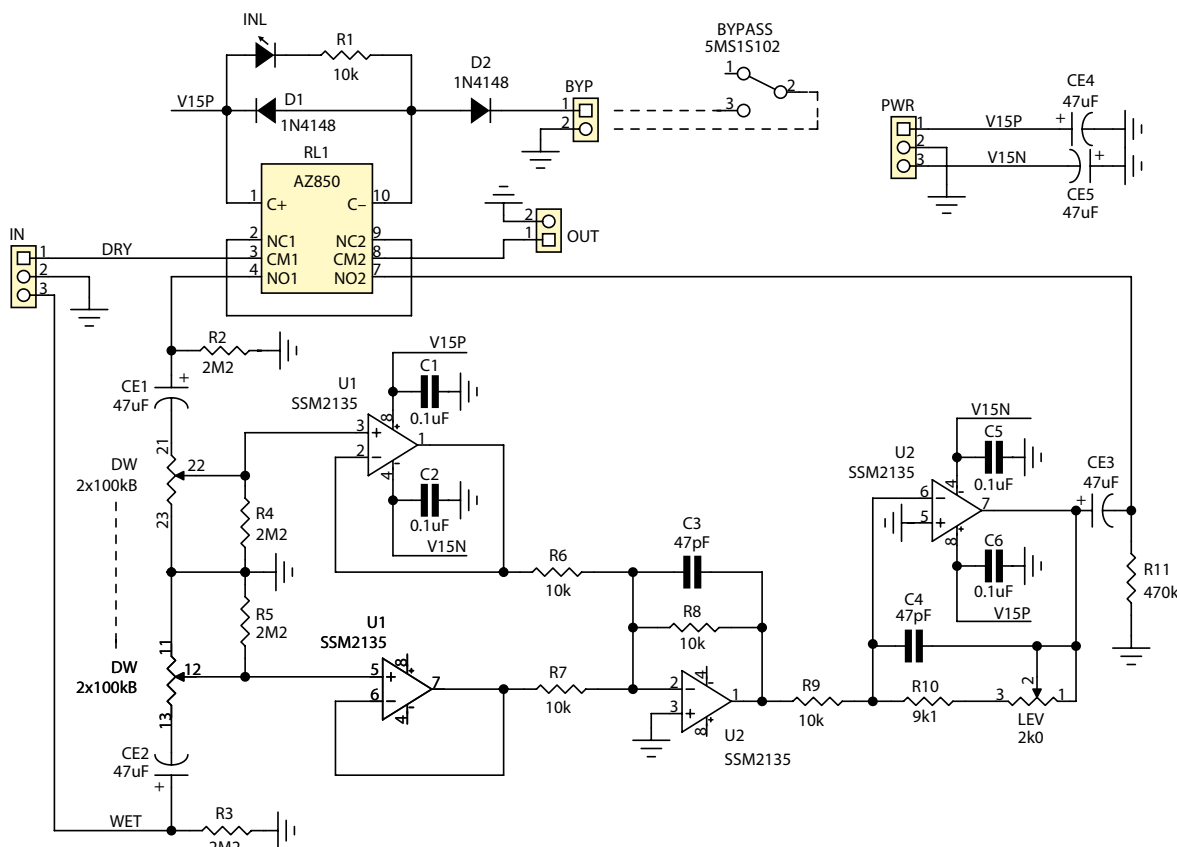 INL
R1
10k
V15P
D1
1N4148
D2
1N4148
BYP
1
2
BYPASS
5MS1S102
1
2
3
PWR
1
2
3
V15P
V15N
CE4
47uF
+
+
CE5
47uF
RL1
AZ850
1 C+ C– 10
2 NC1 NC2 9
3 CM1 CM2 8
4 NO1 NO2 7
2
1
OUT
IN
1
2
3
DRY
R2
2M2
CE1
47uF
+
21
DW
2x100kB
22
23
R4
2M2
R5
2M2
11
DW
2x100kB
12
13
CE2
47uF
+
WET
R3
2M2
U1
SSM2135
V15P
C1
0.1uF
8
+
3 +
2 –
1
4
–
C2
0.1uF
V15N
R6
10k
U1
SSM2135
8
+
5 +
6 –
7
4
–
R7
10k
C3
47pF
R8
10k
4
–
2 –
3 +
1
8
+
U2
SSM2135
R9
10k
V15N
C5
0.1uF
U2
SSM2135
4
–
6 –
5 +
7
8
+
C6
0.1uF
V15P
C4
47pF
R10
9k1
3
2
1
LEV
2k0
CE3
47uF
+
R11
470k